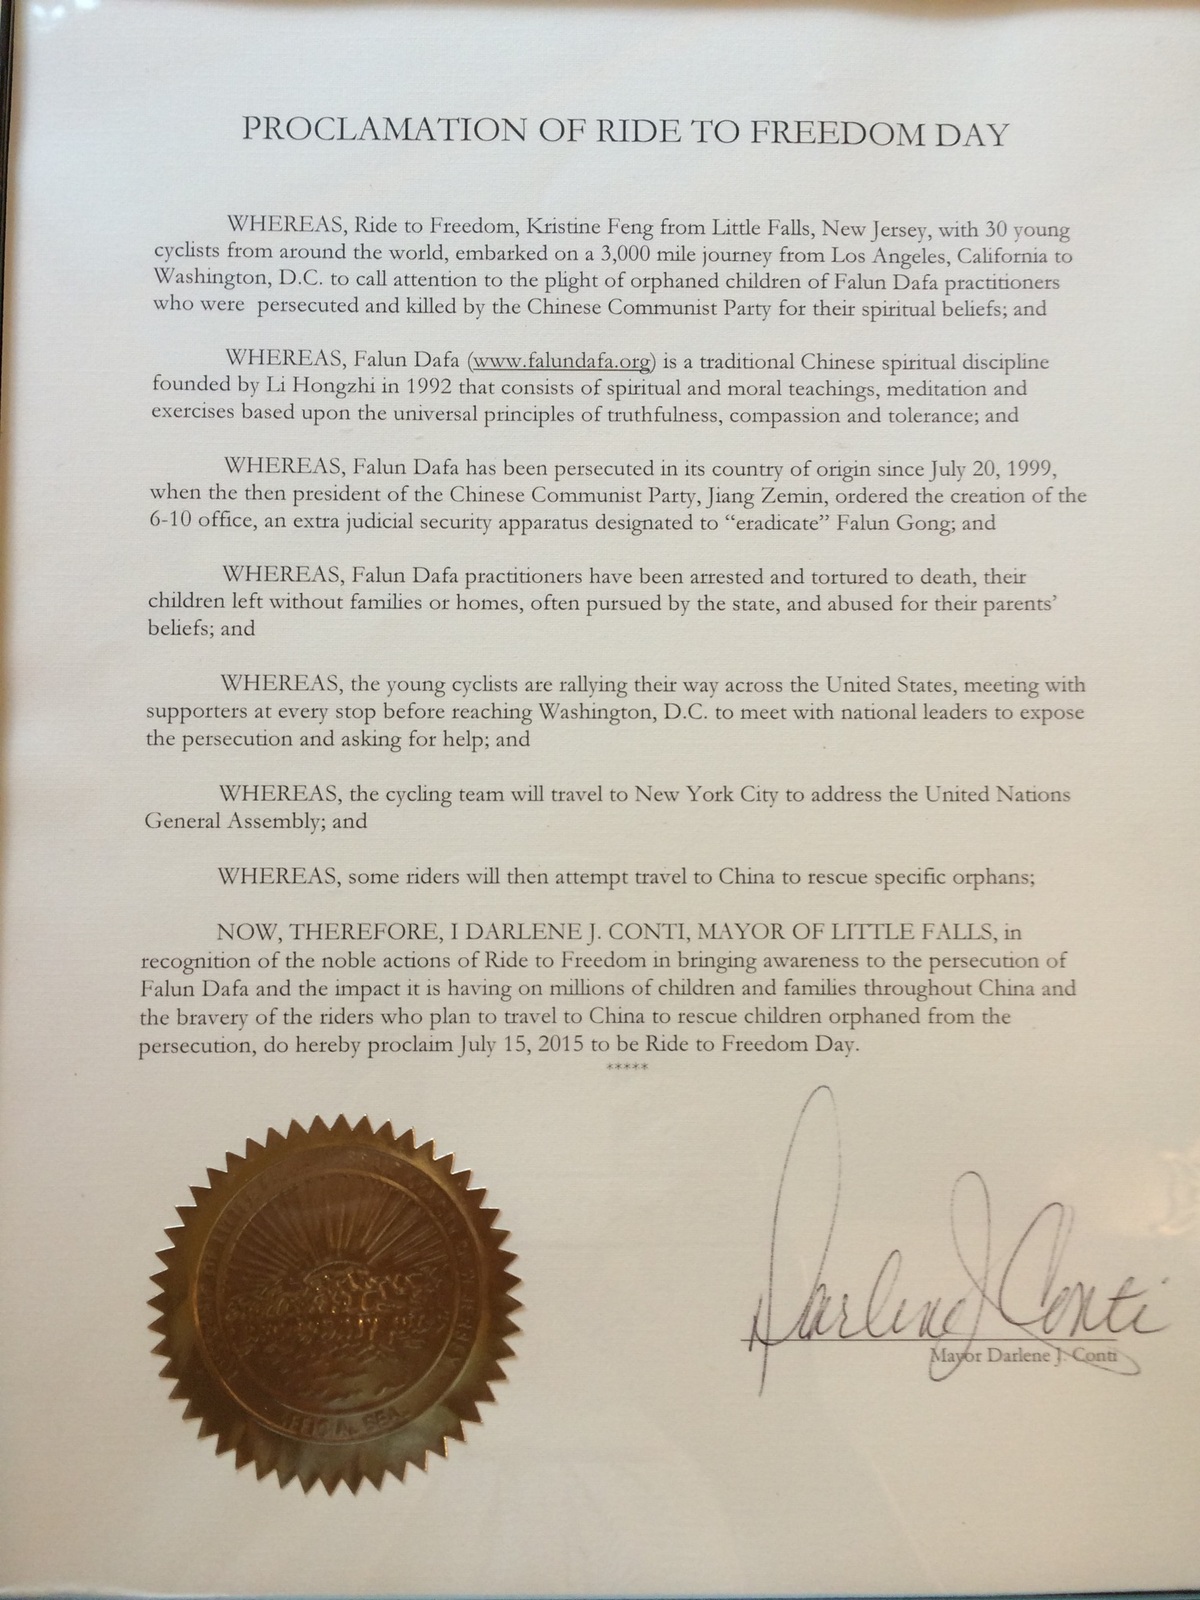 PROCLAMATION OF RIDE TO FREEDOM DAY
WHEREAS, Ride to Freedom, Kristine Feng from Little Falls, New Jersey, with 30 young
cyclists from around the world, embarked on a 3,000 mile journey from Los Angeles, California to
Washington, D.C. to call attention to the plight of orphaned children of Falun Dafa practitioners
who were persecuted and killed by the Chinese Communist Party for their spiritual beliefs; and
WHEREAS, Falun Dafa (www.falundafa.org) is a traditional Chinese spiritual discipline
founded by Li Hongzhi in 1992 that consists of spiritual and moral teachings, meditation and
exercises based upon the universal principles of truthfulness, compassion and tolerance; and
WHEREAS, Falun Dafa has been persecuted in its country of origin since July 20, 1999,
when the then president of the Chinese Communist Party, Jiang Zemin, ordered the creation of the
6-10 office, an extra judicial security apparatus designated to “eradicate” Falun Gong; and
WHEREAS, Falun Dafa practitioners have been arrested and tortured to death, their
children left without families or homes, often pursued by the state, and abused for their parents’
beliefs; and
WHEREAS, the young cyclists are rallying their way across the United States, meeting with
supporters at every stop before reaching Washington, D.C. to meet with national leaders to expose
the persecution and asking for help; and
WHEREAS, the cycling team will travel to New York City to address the United Nations
General Assembly; and
WHEREAS, some riders will then attempt travel to China to rescue specific orphans;
NOW, THEREFORE, I DARLENE J. CONTI, MAYOR OF LITTLE FALLS, in
recognition of the noble actions of Ride to Freedom in bringing awareness to the persecution of
Falun Dafa and the impact it is having on millions of children and families throughout China and
the bravery of the riders who plan to travel to China to rescue children orphaned from the
persecution, do hereby proclaim July 15, 2015 to be Ride to Freedom Day.
*****
Darlene J Conti
Mayor Darlene J. Conti
OFFICIAL SEAL